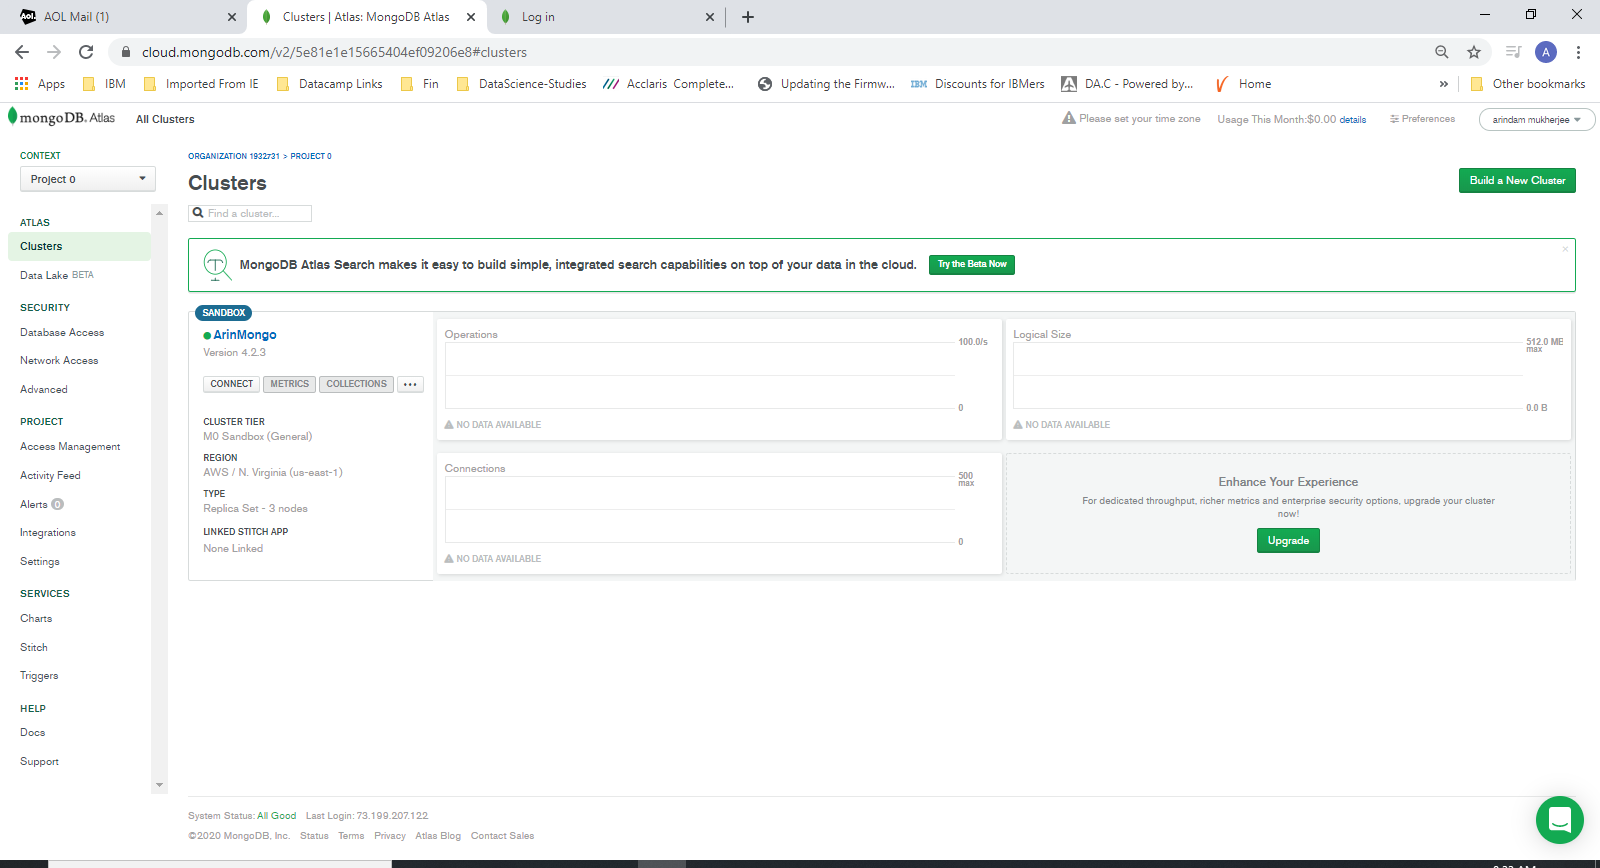 AOL Mail (1)
Clusters | Atlas: MongoDB Atlas
Log in
cloud.mongodb.com/v2/5e81e1e15665404ef09206e8#clusters
A
Apps
IBM
Imported From IE
Datacamp Links
Fin
DataScience-Studies
Acclaris Complete...
Updating the Firmw...
IBM
Discounts for IBMers
DA.C - Powered by...
Home
»
Other bookmarks
mongoDB. Atlas
All Clusters
Please set your time zone
Usage This Month:$0.00 details
Preferences
arindam mukherjee
CONTEXT
Project 0
ATLAS
Clusters
Data Lake BETA
SECURITY
Database Access
Network Access
Advanced
PROJECT
Access Management
Activity Feed
Alerts 0
Integrations
Settings
SERVICES
Charts
Stitch
Triggers
HELP
Docs
Support
ORGANIZATION 1932731 > PROJECT 0
Clusters
Build a New Cluster
Find a cluster...
MongoDB Atlas Search makes it easy to build simple, integrated search capabilities on top of your data in the cloud.
Try the Beta Now
SANDBOX
ArinMongo
Version 4.2.3
CONNECT
METRICS
COLLECTIONS
...
CLUSTER TIER
M0 Sandbox (General)
REGION
AWS / N. Virginia (us-east-1)
TYPE
Replica Set - 3 nodes
LINKED STITCH APP
None Linked
Operations
100.0/s
0
NO DATA AVAILABLE
Logical Size
512.0 MB
max
0.0 B
NO DATA AVAILABLE
Connections
500
max
0
NO DATA AVAILABLE
Enhance Your Experience
For dedicated throughput, richer metrics and enterprise security options, upgrade your cluster
now!
Upgrade
System Status: All Good
Last Login: 73.199.207.122
©2020 MongoDB, Inc.
Status
Terms
Privacy
Atlas Blog
Contact Sales